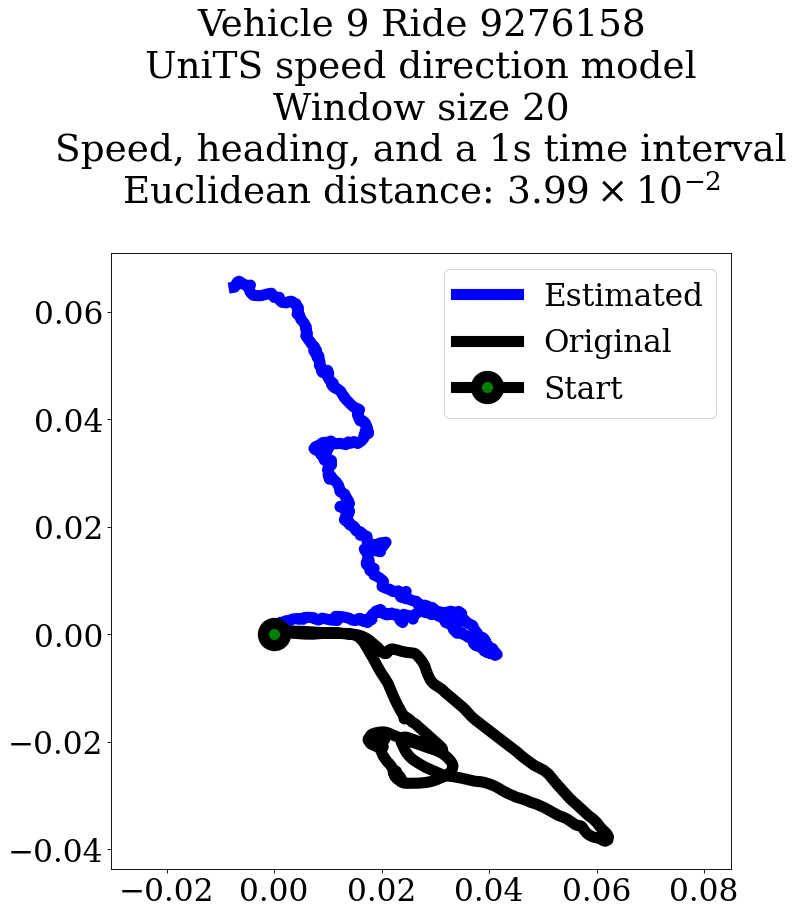 Vehicle 9 Ride 9276158
UniTS speed direction model
Window size 20
Speed, heading, and a 1s time interval
Euclidean distance: 3.99 × 10⁻²
Estimated
Original
Start
0.06
0.04
0.02
0.00
−0.02
−0.04
−0.02 0.00 0.02 0.04 0.06 0.08